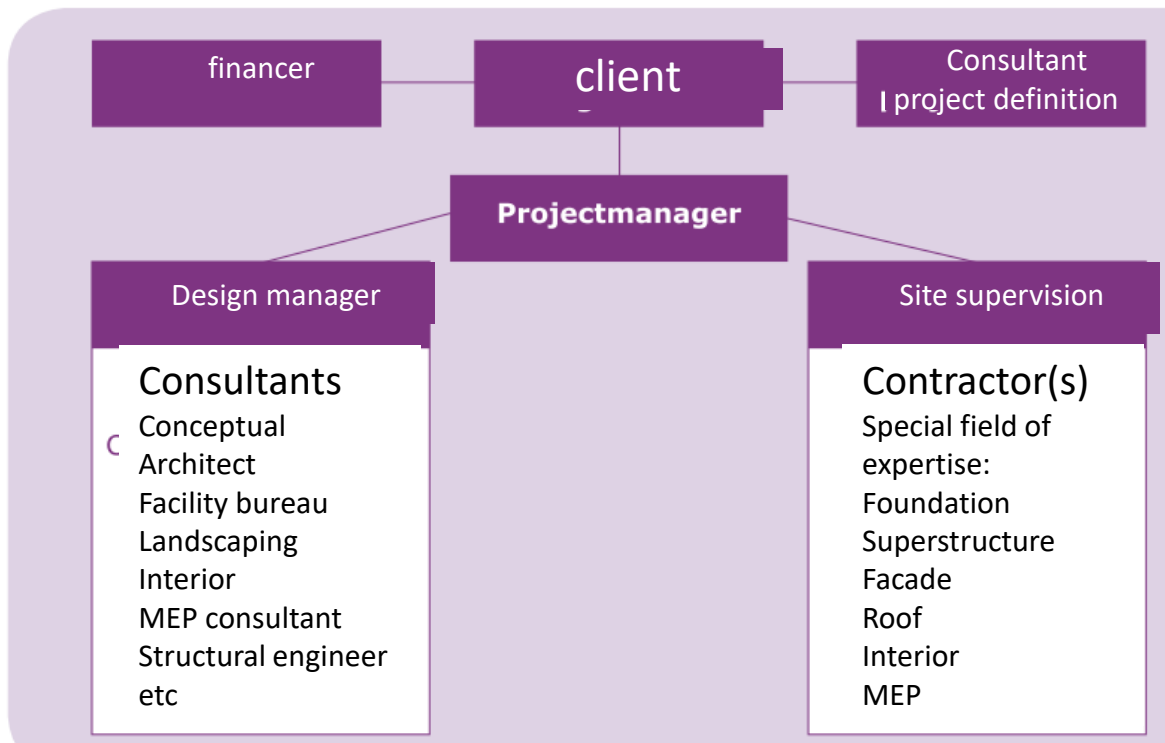 financer
client
Consultant
project definition
Projectmanager
Design manager
Site supervision
Consultants
Conceptual
Architect
Facility bureau
Landscaping
Interior
MEP consultant
Structural engineer
etc
Contractor(s)
Special field of
expertise:
Foundation
Superstructure
Facade
Roof
Interior
MEP